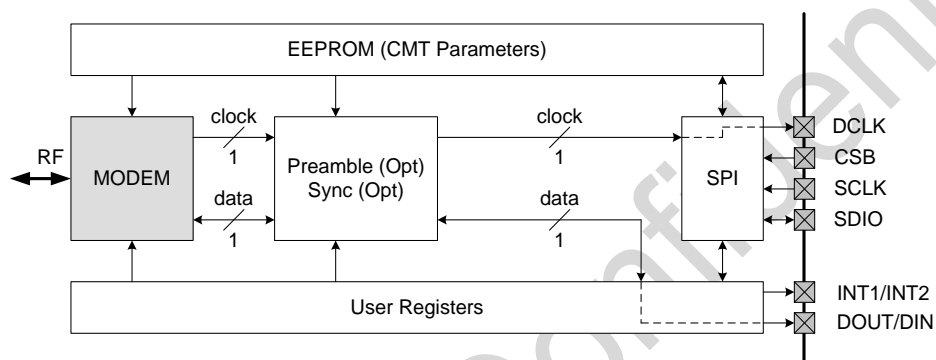 EEPROM (CMT Parameters)
clock
1
clock
1
DCLK
RF
MODEM
Preamble (Opt)
Sync (Opt)
SPI
CSB
SCLK
data
1
data
1
SDIO
User Registers
INT1/INT2
DOUT/DIN